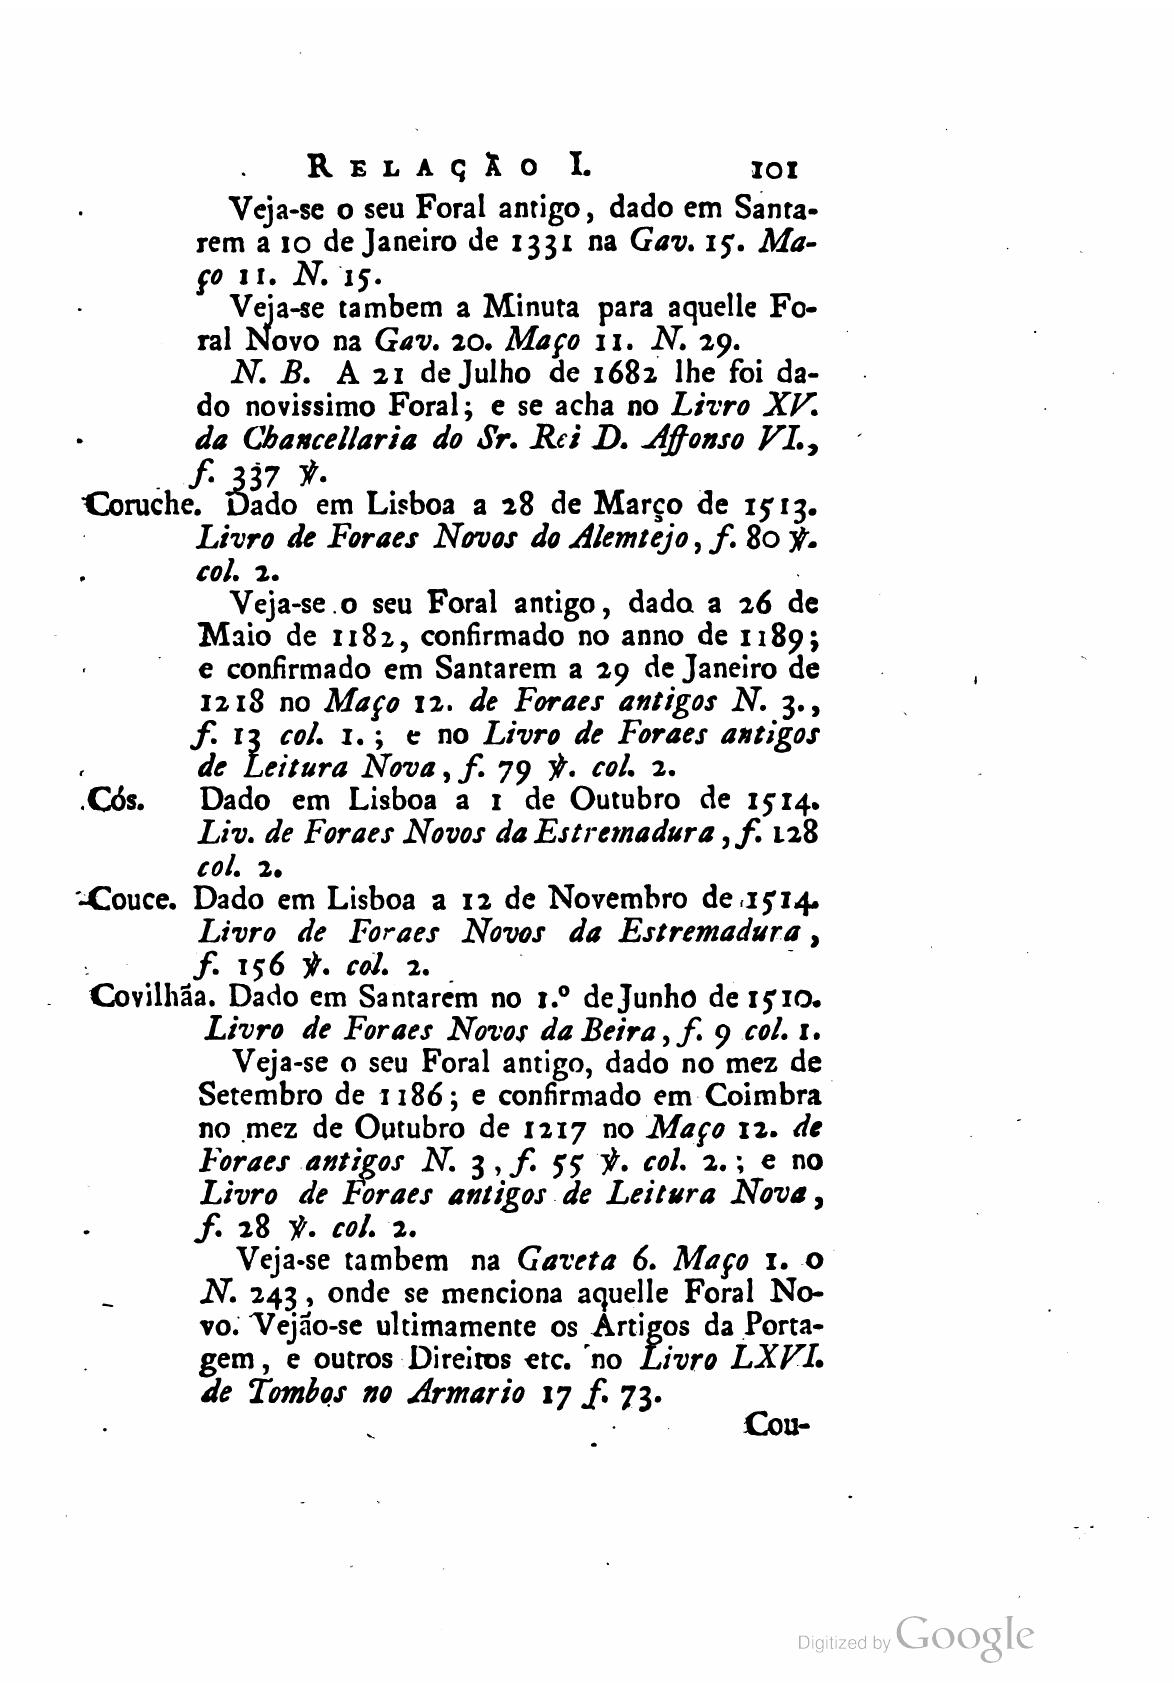 RELAÇÃO I. 101
Veja-se o seu Foral antigo, dado em Santa-
rem a 10 de Janeiro de 1331 na Gav. 15. Ma-
ço 11. N. 15.
Veja-se tambem a Minuta para aquelle Fo-
ral Novo na Gav. 20. Maço 11. N. 29.
N. B. A 21 de Julho de 1682 lhe foi da-
do novissimo Foral; e se acha no Livro XV.
da Chancellaria do Sr. Rei D. Affonso VI.,
f. 337 ℣.
Coruche. Dado em Lisboa a 28 de Março de 1513.
Livro de Foraes Novos do Alemtejo, f. 80 ℣.
col. 2.
Veja-se o seu Foral antigo, dado a 26 de
Maio de 1182, confirmado no anno de 1189;
e confirmado em Santarem a 29 de Janeiro de
1218 no Maço 12. de Foraes antigos N. 3.,
f. 13 col. 1.; e no Livro de Foraes antigos
de Leitura Nova, f. 79 ℣. col. 2.
Cós. Dado em Lisboa a 1 de Outubro de 1514.
Liv. de Foraes Novos da Estremadura, f. 128
col. 2.
Couce. Dado em Lisboa a 12 de Novembro de 1514.
Livro de Foraes Novos da Estremadura,
f. 156 ℣. col. 2.
Covilhãa. Dado em Santarem no 1.º de Junho de 1510.
Livro de Foraes Novos da Beira, f. 9 col. 1.
Veja-se o seu Foral antigo, dado no mez de
Setembro de 1186; e confirmado em Coimbra
no mez de Outubro de 1217 no Maço 12. de
Foraes antigos N. 3, f. 55 ℣. col. 2.; e no
Livro de Foraes antigos de Leitura Nova,
f. 28 ℣. col. 2.
Veja-se tambem na Gaveta 6. Maço 1. o
N. 243, onde se menciona aquelle Foral No-
vo. Vejão-se ultimamente os Artigos da Porta-
gem, e outros Direitos etc. no Livro LXVI.
de Tombos no Armario 17 f. 73.
Cou-
Digitized by Google